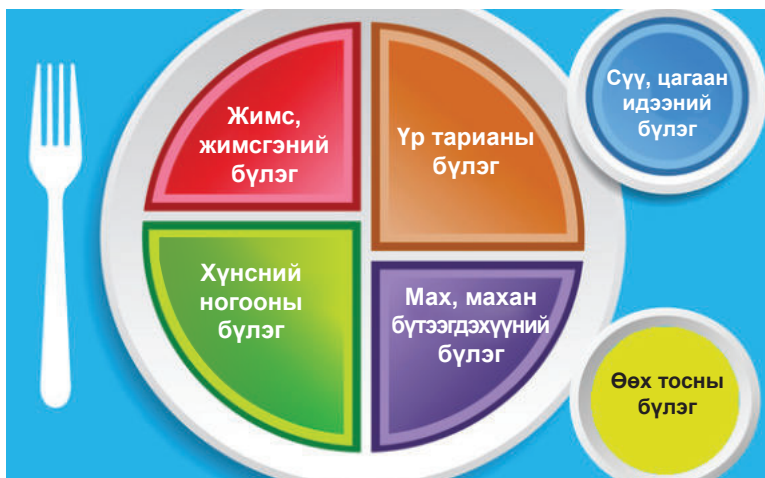 Жимс,
жимсгэний
бүлэг
Үр тарианы
бүлэг
Сүү, цагаан
идээний
бүлэг
Хүнсний
ногооны
бүлэг
Мах, махан
бүтээгдэхүүний
бүлэг
Өөх тосны
бүлэг